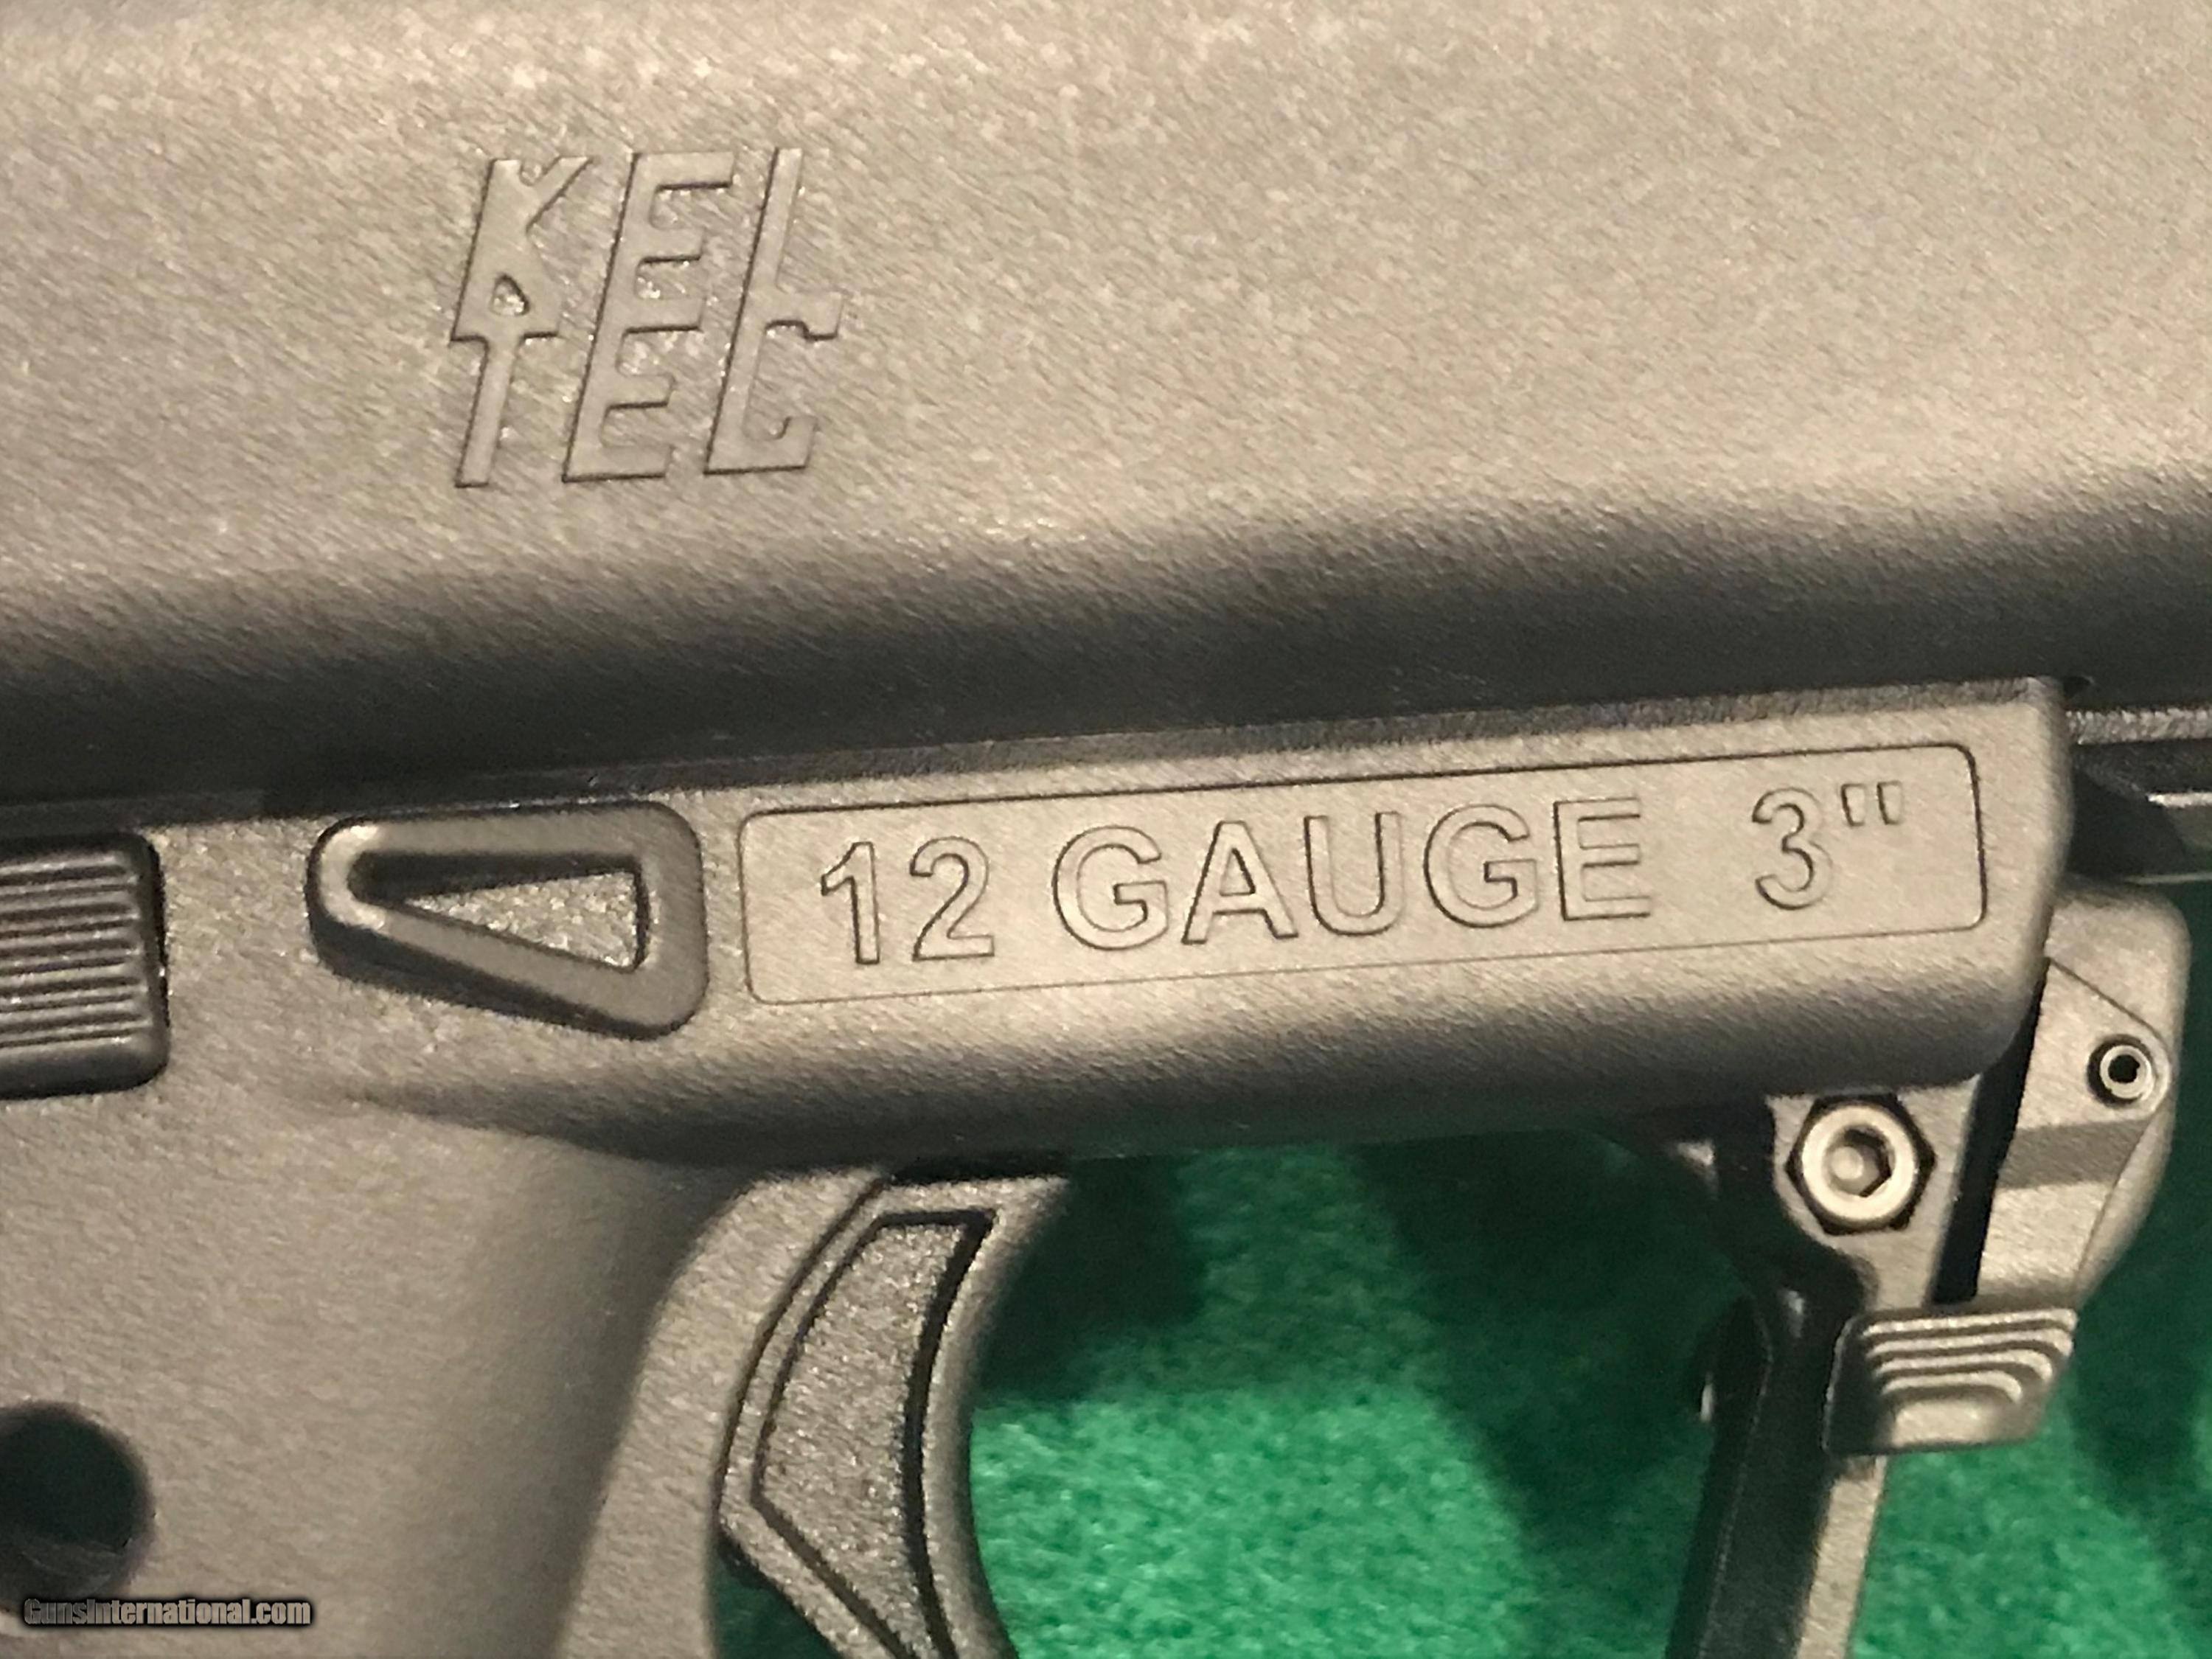 KEL
TEC
12 GAUGE 3"
GunsInternational.com